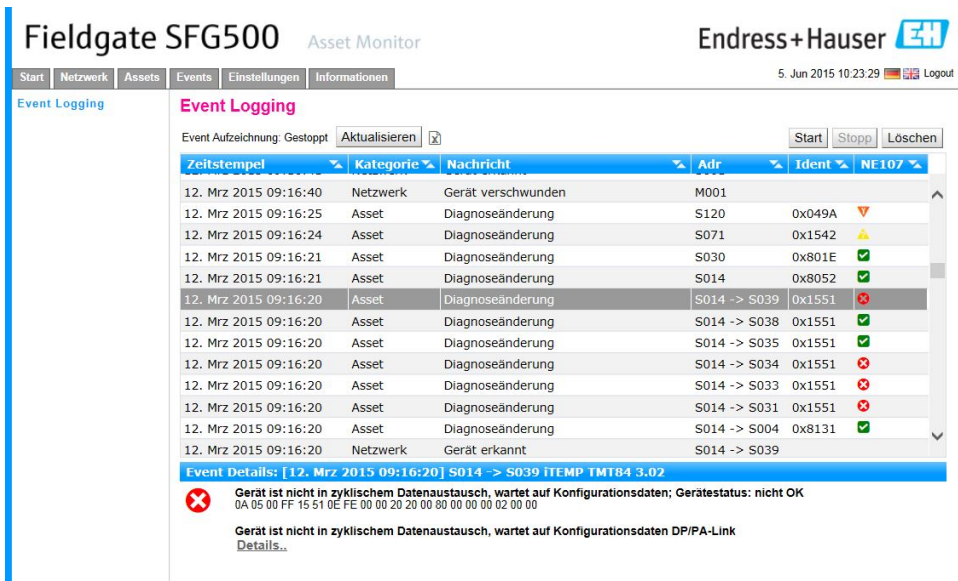 Fieldgate SFG500 Asset Monitor
Endress+Hauser EH
Start Netzwerk Assets Events Einstellungen Informationen
5. Jun 2015 10:23:29 Logout
Event Logging
Event Logging
Event Aufzeichnung: Gestoppt Aktualisieren Start Stopp Löschen
Zeitstempel Kategorie Nachricht Adr Ident NE107
12. Mrz 2015 09:16:40 Netzwerk Gerät verschwunden M001
12. Mrz 2015 09:16:25 Asset Diagnoseänderung S120 0x049A
12. Mrz 2015 09:16:24 Asset Diagnoseänderung S071 0x1542
12. Mrz 2015 09:16:21 Asset Diagnoseänderung S030 0x801E
12. Mrz 2015 09:16:21 Asset Diagnoseänderung S014 0x8052
12. Mrz 2015 09:16:20 Asset Diagnoseänderung S014 -> S039 0x1551
12. Mrz 2015 09:16:20 Asset Diagnoseänderung S014 -> S038 0x1551
12. Mrz 2015 09:16:20 Asset Diagnoseänderung S014 -> S035 0x1551
12. Mrz 2015 09:16:20 Asset Diagnoseänderung S014 -> S034 0x1551
12. Mrz 2015 09:16:20 Asset Diagnoseänderung S014 -> S033 0x1551
12. Mrz 2015 09:16:20 Asset Diagnoseänderung S014 -> S031 0x1551
12. Mrz 2015 09:16:20 Asset Diagnoseänderung S014 -> S004 0x8131
12. Mrz 2015 09:16:20 Netzwerk Gerät erkannt S014 -> S039
Event Details: [12. Mrz 2015 09:16:20] S014 -> S039 iTEMP TMT84 3.02
Gerät ist nicht in zyklischem Datenaustausch, wartet auf Konfigurationsdaten; Gerätestatus: nicht OK
0A 05 00 FF 15 51 0E FE 00 00 20 20 00 80 00 00 00 02 00 00
Gerät ist nicht in zyklischem Datenaustausch, wartet auf Konfigurationsdaten DP/PA-Link
Details..